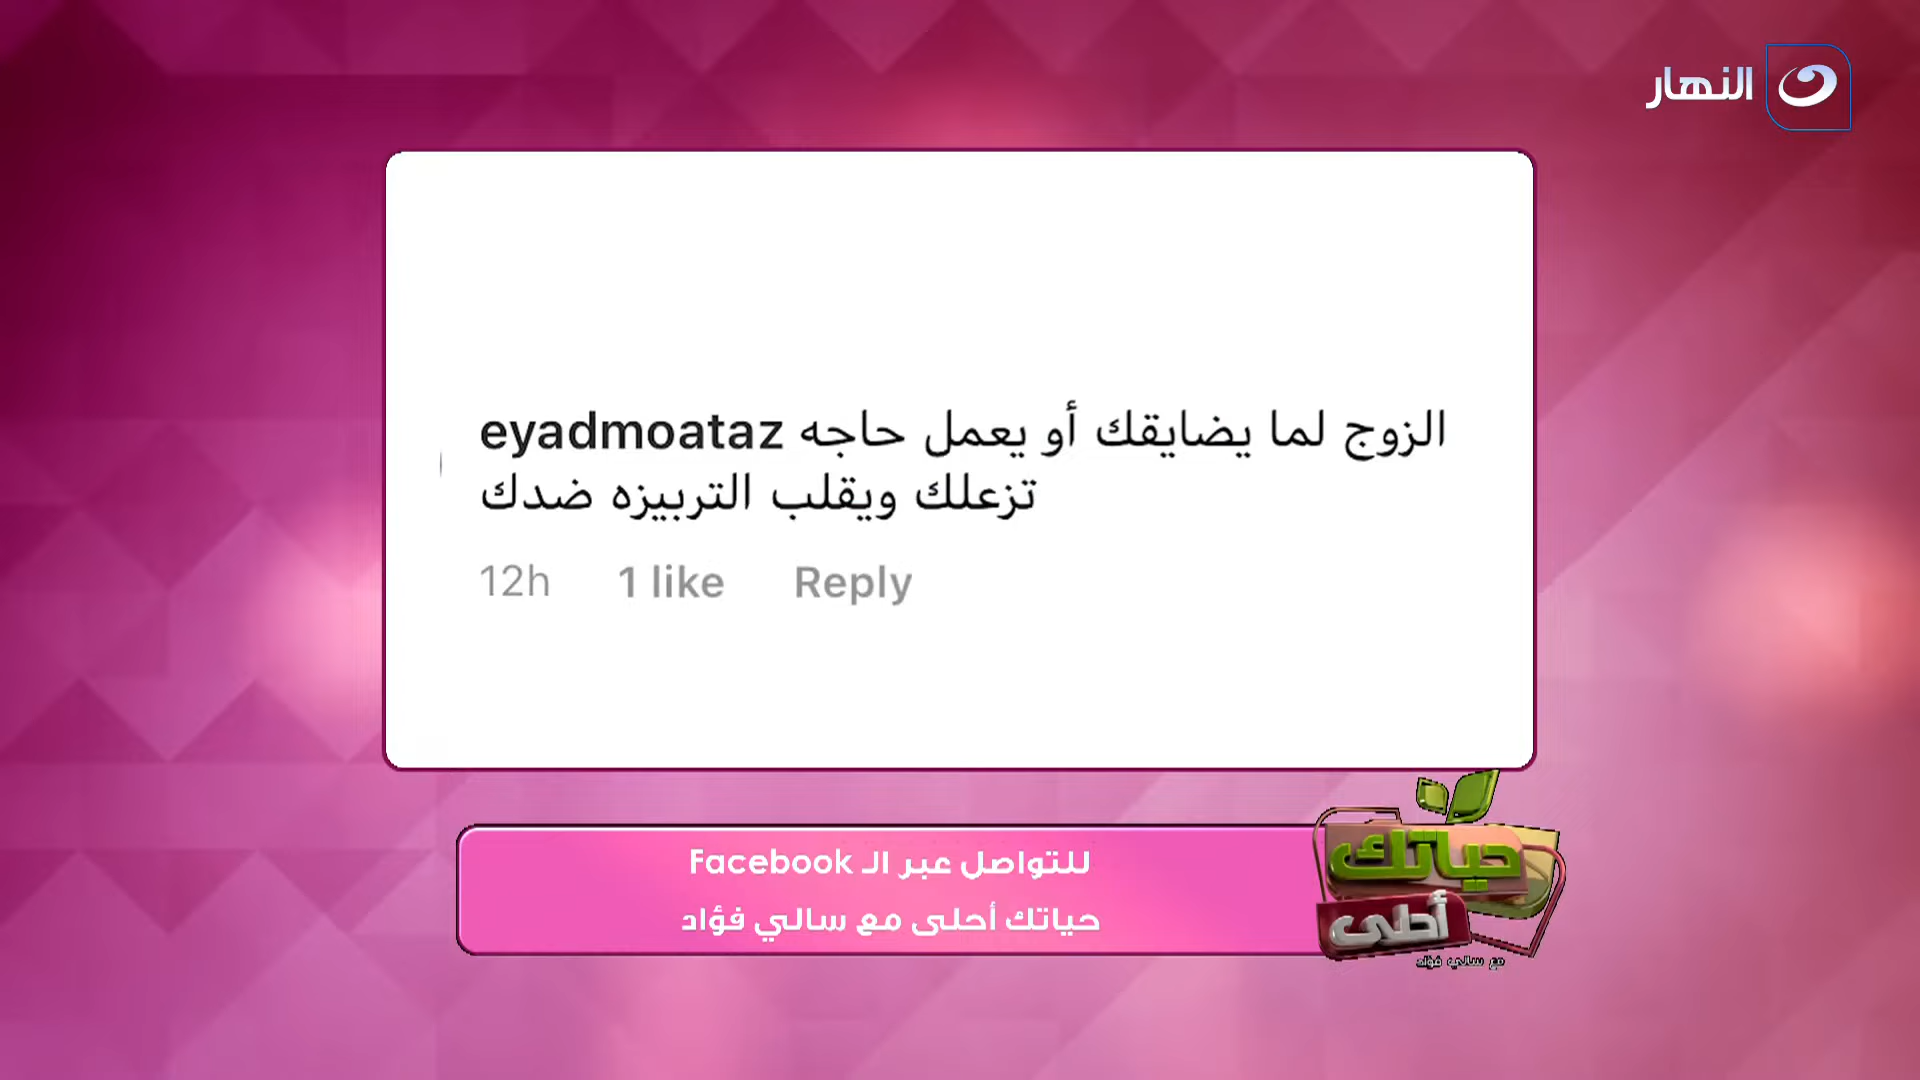 النهار
eyadmoataz الزوج لما يضايقك أو يعمل حاجه
تزعلك ويقلب التربيزه ضدك
12h 1 like Reply
للتواصل عبر الـ Facebook
حياتك أحلى مع سالي فؤاد
حياتك
أحلى
مع سالي فؤاد